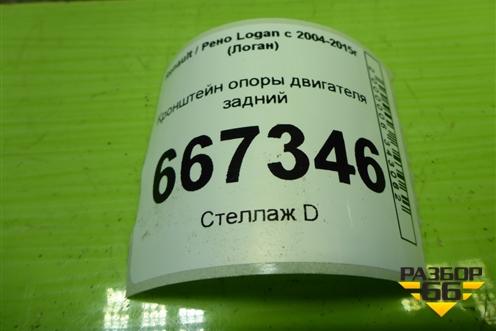 Renault / Рено Logan с 2004-2015г
(Логан)
Кронштейн опоры двигателя
задний
667346
Стеллаж D
РАЗБОР
66